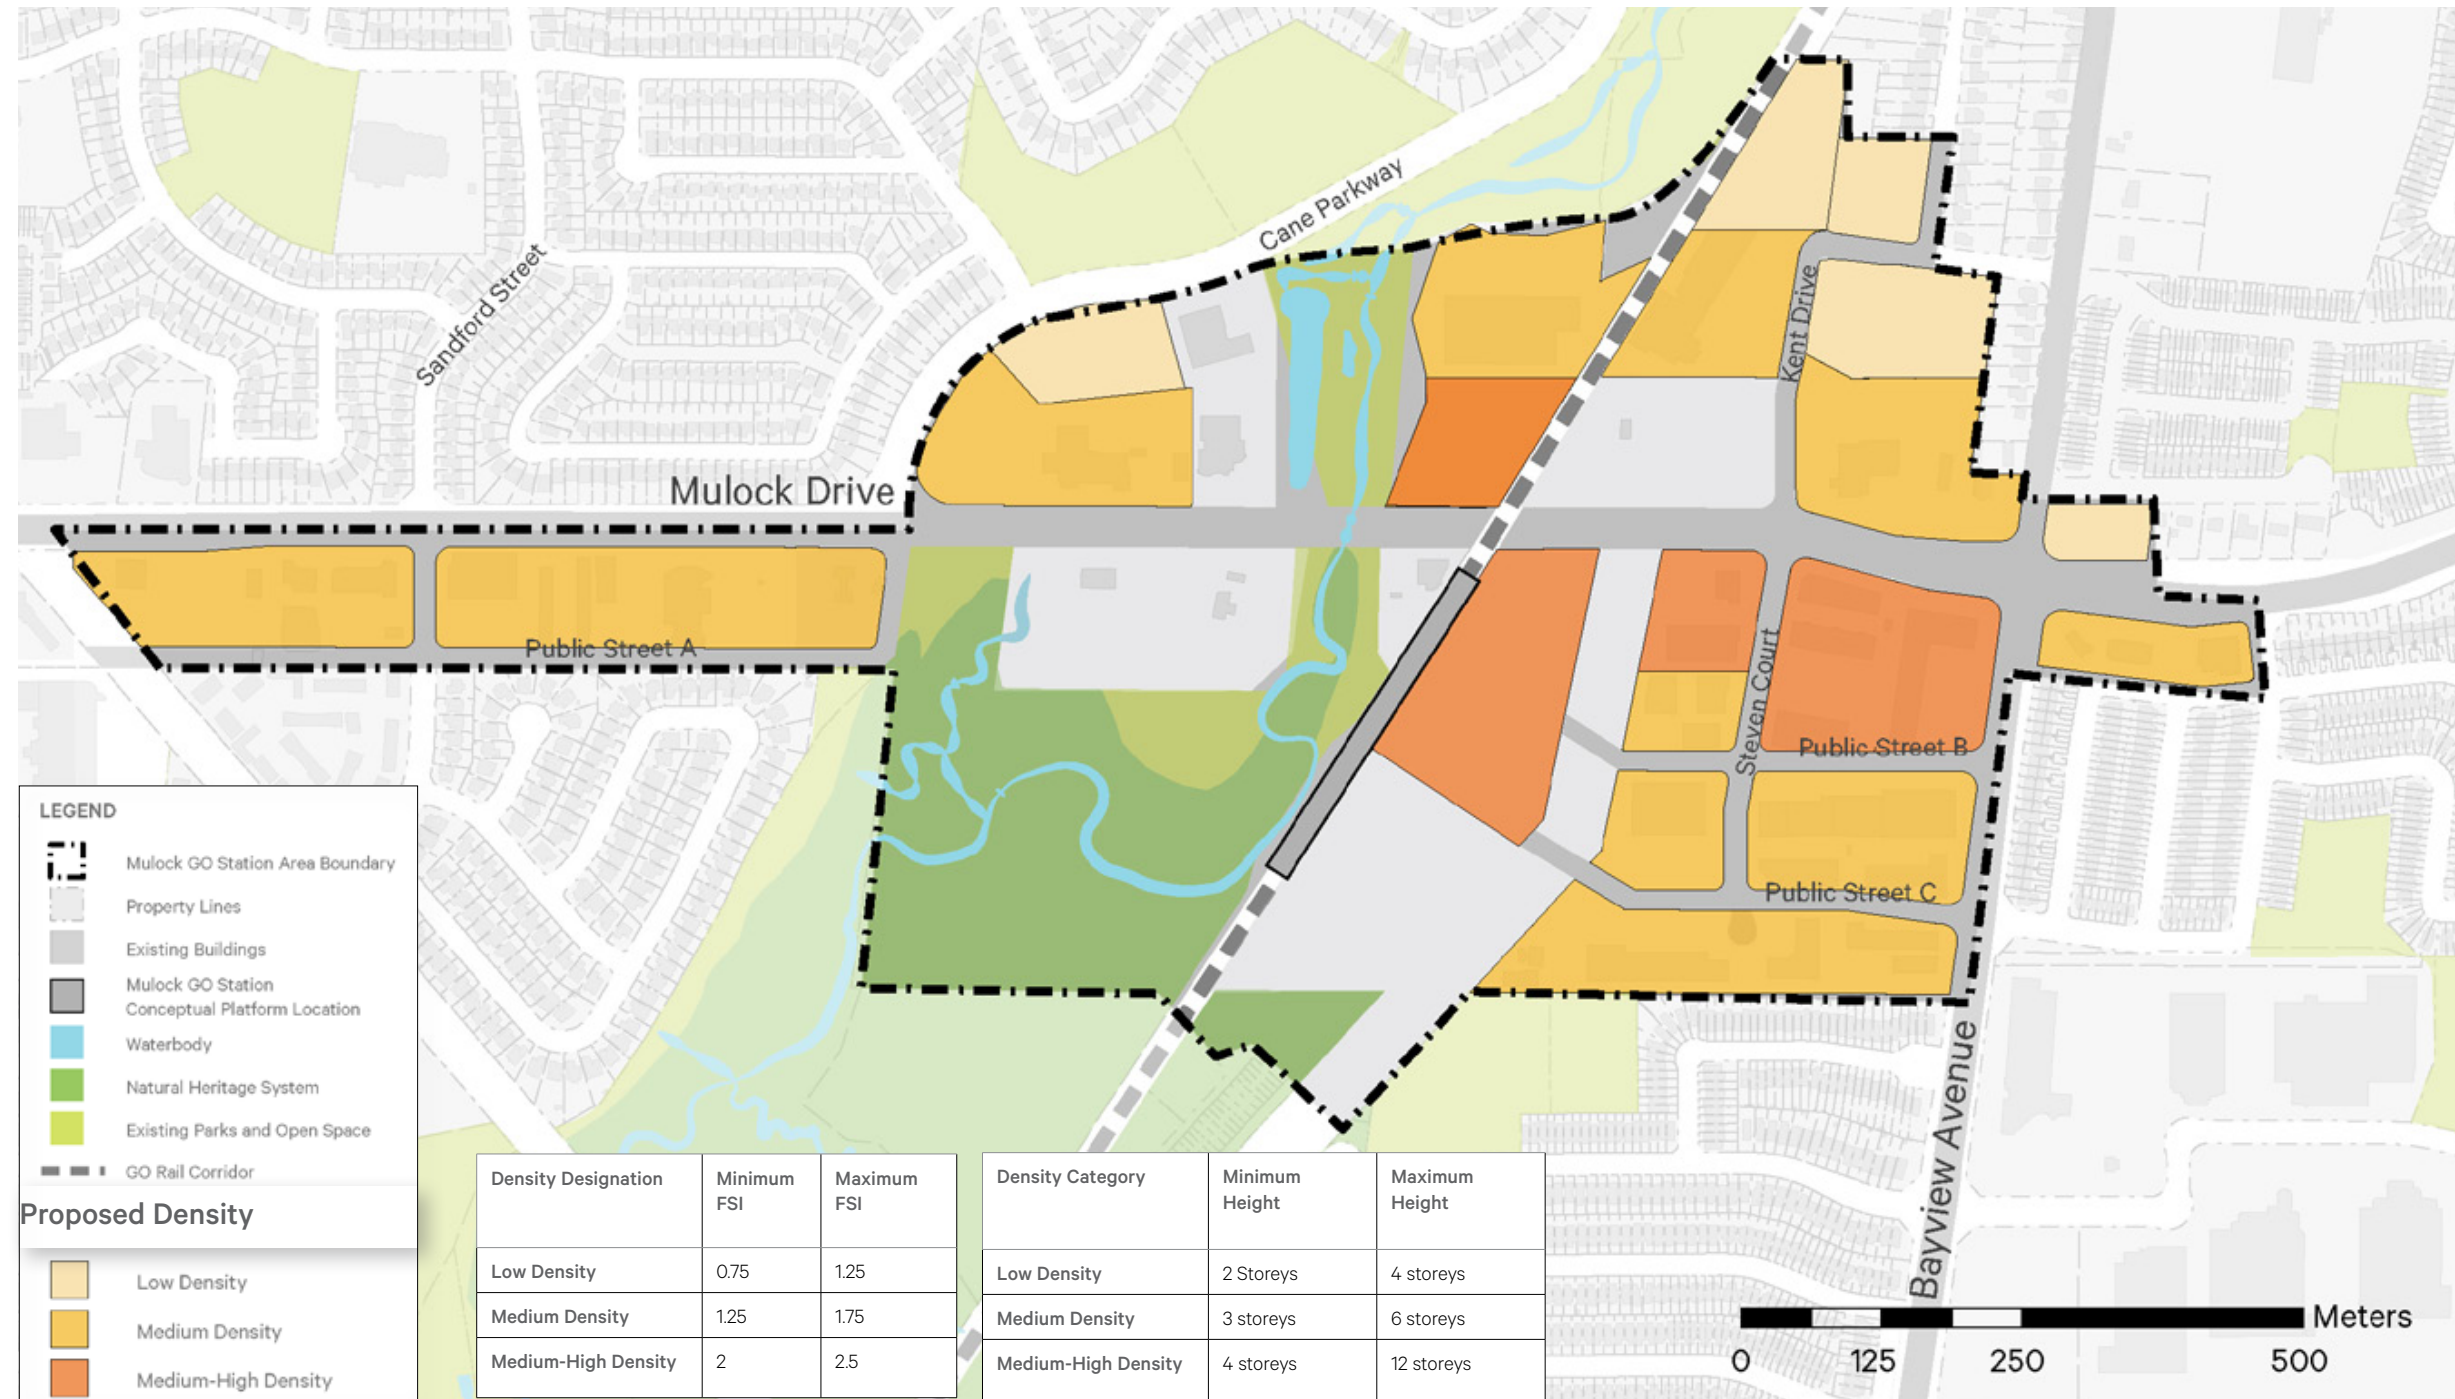 Cane Parkway
Sandford Street
Kent Drive
Mulock Drive
Public Street A
Steven Court
Public Street B
Public Street C
Bayview Avenue
LEGEND
Mulock GO Station Area Boundary
Property Lines
Existing Buildings
Mulock GO Station
Conceptual Platform Location
Waterbody
Natural Heritage System
Existing Parks and Open Space
GO Rail Corridor
Proposed Density
Low Density
Medium Density
Medium-High Density
Density Designation Minimum FSI Maximum FSI
Low Density 0.75 1.25
Medium Density 1.25 1.75
Medium-High Density 2 2.5
Density Category Minimum Height Maximum Height
Low Density 2 Storeys 4 storeys
Medium Density 3 storeys 6 storeys
Medium-High Density 4 storeys 12 storeys
Meters
0 125 250 500